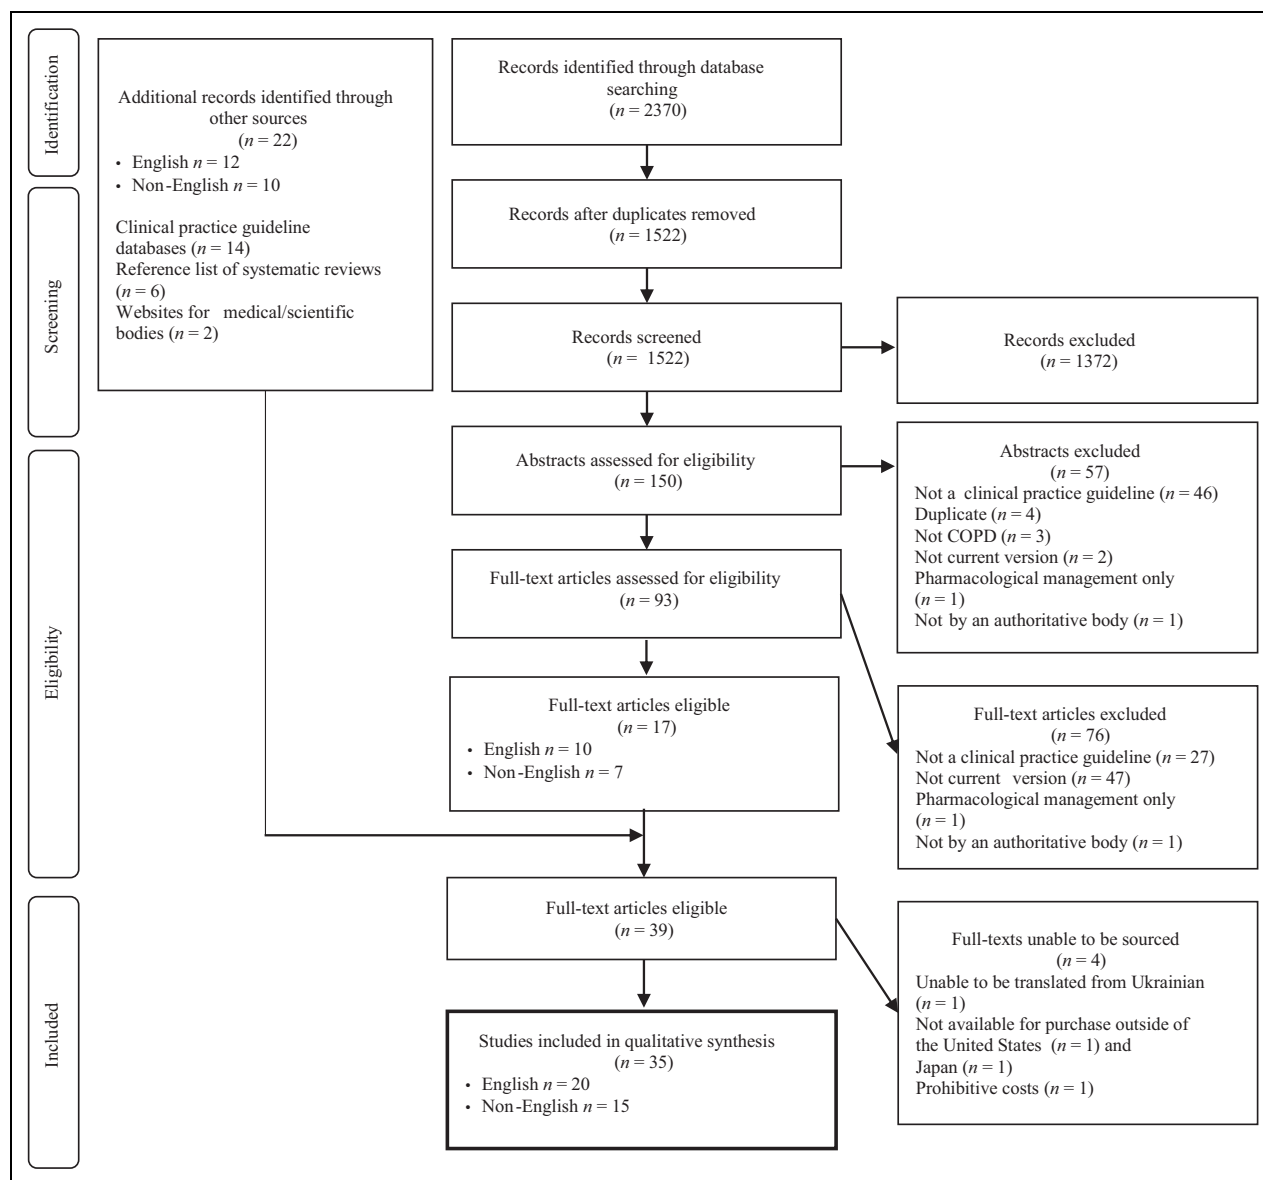 Identification
Additional records identified through
other sources
(n = 22)
• English n = 12
• Non-English n = 10
Clinical practice guideline
databases (n = 14)
Reference list of systematic reviews
(n = 6)
Websites for medical/scientific
bodies (n = 2)
Records identified through database
searching
(n = 2370)
Records after duplicates removed
(n = 1522)
Screening
Records screened
(n = 1522)
Records excluded
(n = 1372)
Eligibility
Abstracts assessed for eligibility
(n = 150)
Abstracts excluded
(n = 57)
Not a clinical practice guideline (n = 46)
Duplicate (n = 4)
Not COPD (n = 3)
Not current version (n = 2)
Pharmacological management only
(n = 1)
Not by an authoritative body (n = 1)
Full-text articles assessed for eligibility
(n = 93)
Full-text articles excluded
(n = 76)
Not a clinical practice guideline (n = 27)
Not current version (n = 47)
Pharmacological management only
(n = 1)
Not by an authoritative body (n = 1)
Full-text articles eligible
(n = 17)
• English n = 10
• Non-English n = 7
Included
Full-text articles eligible
(n = 39)
Full-texts unable to be sourced
(n = 4)
Unable to be translated from Ukrainian
(n = 1)
Not available for purchase outside of
the United States (n = 1) and
Japan (n = 1)
Prohibitive costs (n = 1)
Studies included in qualitative synthesis
(n = 35)
• English n = 20
• Non-English n = 15